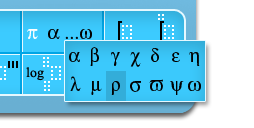 π α ...ω
α β γ χ δ ε η
log
λ μ ρ σ ϖ ψ ω